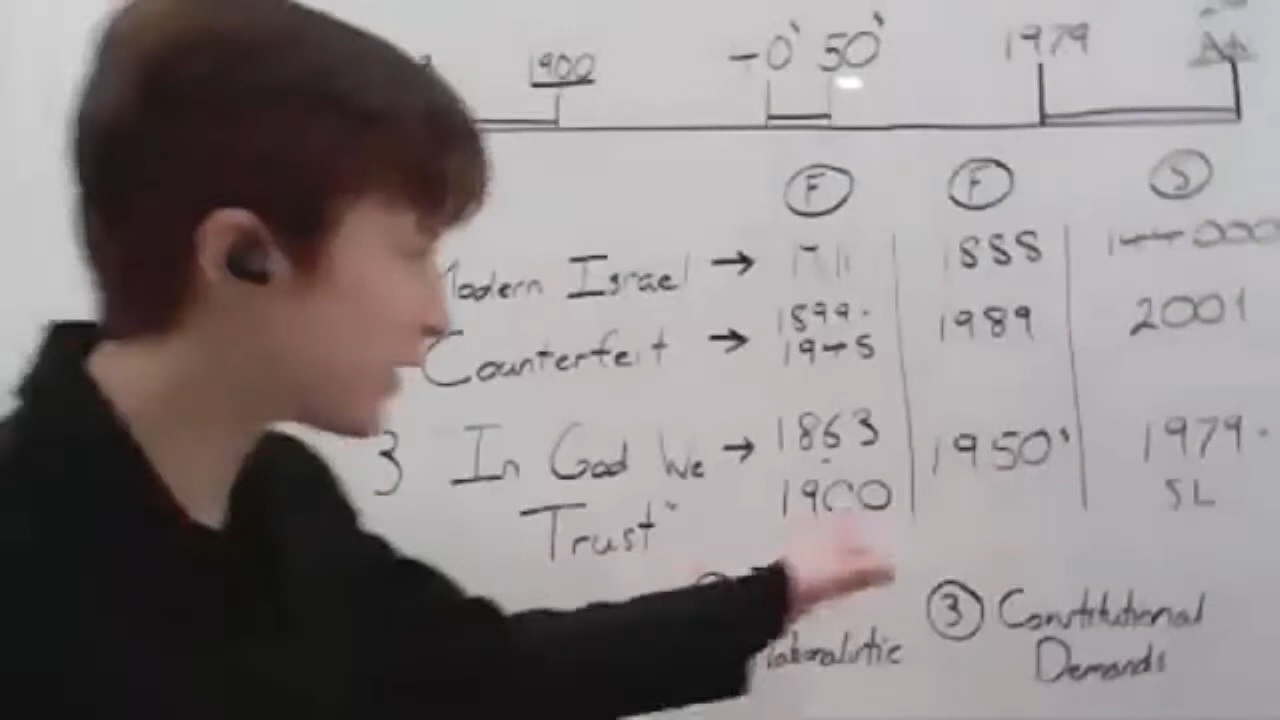 1900 50' 1979
F F S
Modern Israel → 1888
Counterfeit → 1899- 1989 2001
3 In God We → 1863 1950' 1979-
Trust" 1900 SL
3 Constitutional
Demands